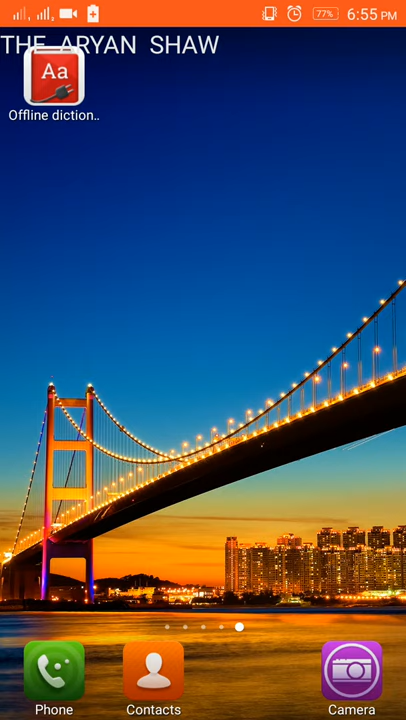 77%
6:55 PM
THE ARYAN SHAW
Aa
Offline diction..
Phone
Contacts
Camera